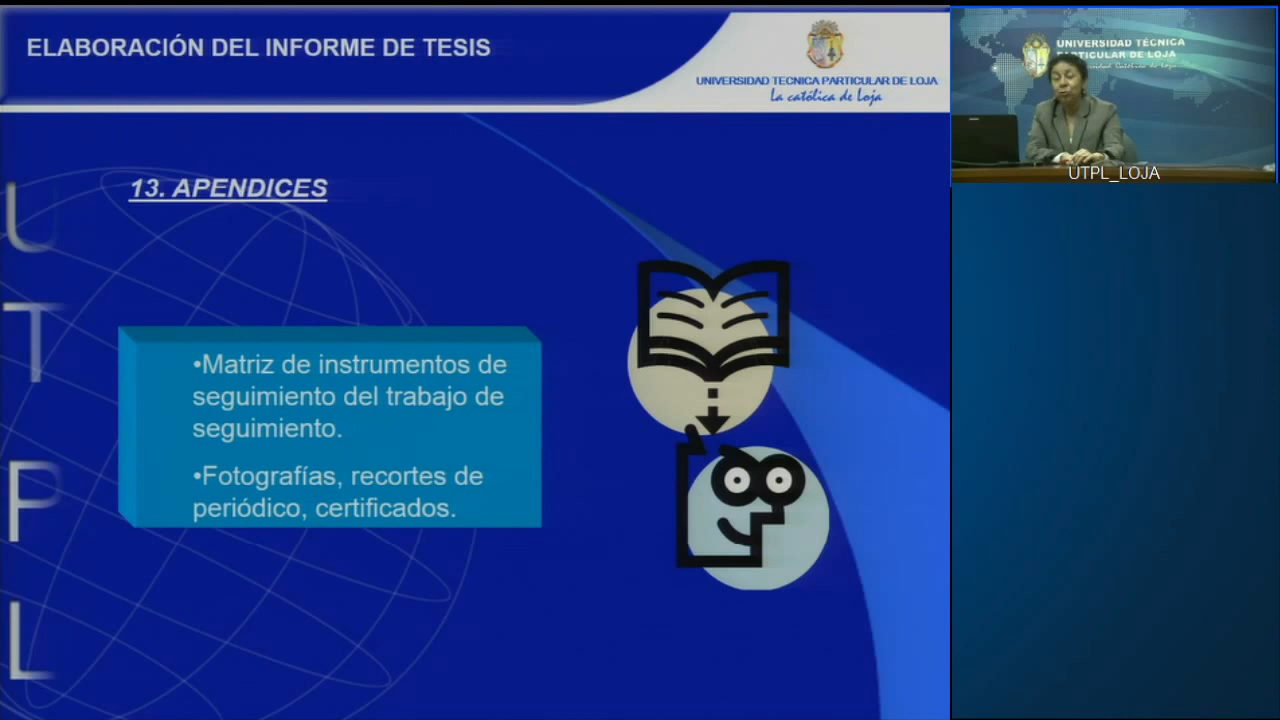 ELABORACIÓN DEL INFORME DE TESIS
UNIVERSIDAD TECNICA PARTICULAR DE LOJA
La católica de Loja
UNIVERSIDAD TÉCNICA
PARTICULAR DE LOJA
UTPL_LOJA
13. APENDICES
•Matriz de instrumentos de
seguimiento del trabajo de
seguimiento.
•Fotografías, recortes de
periódico, certificados.
U
T
P
L